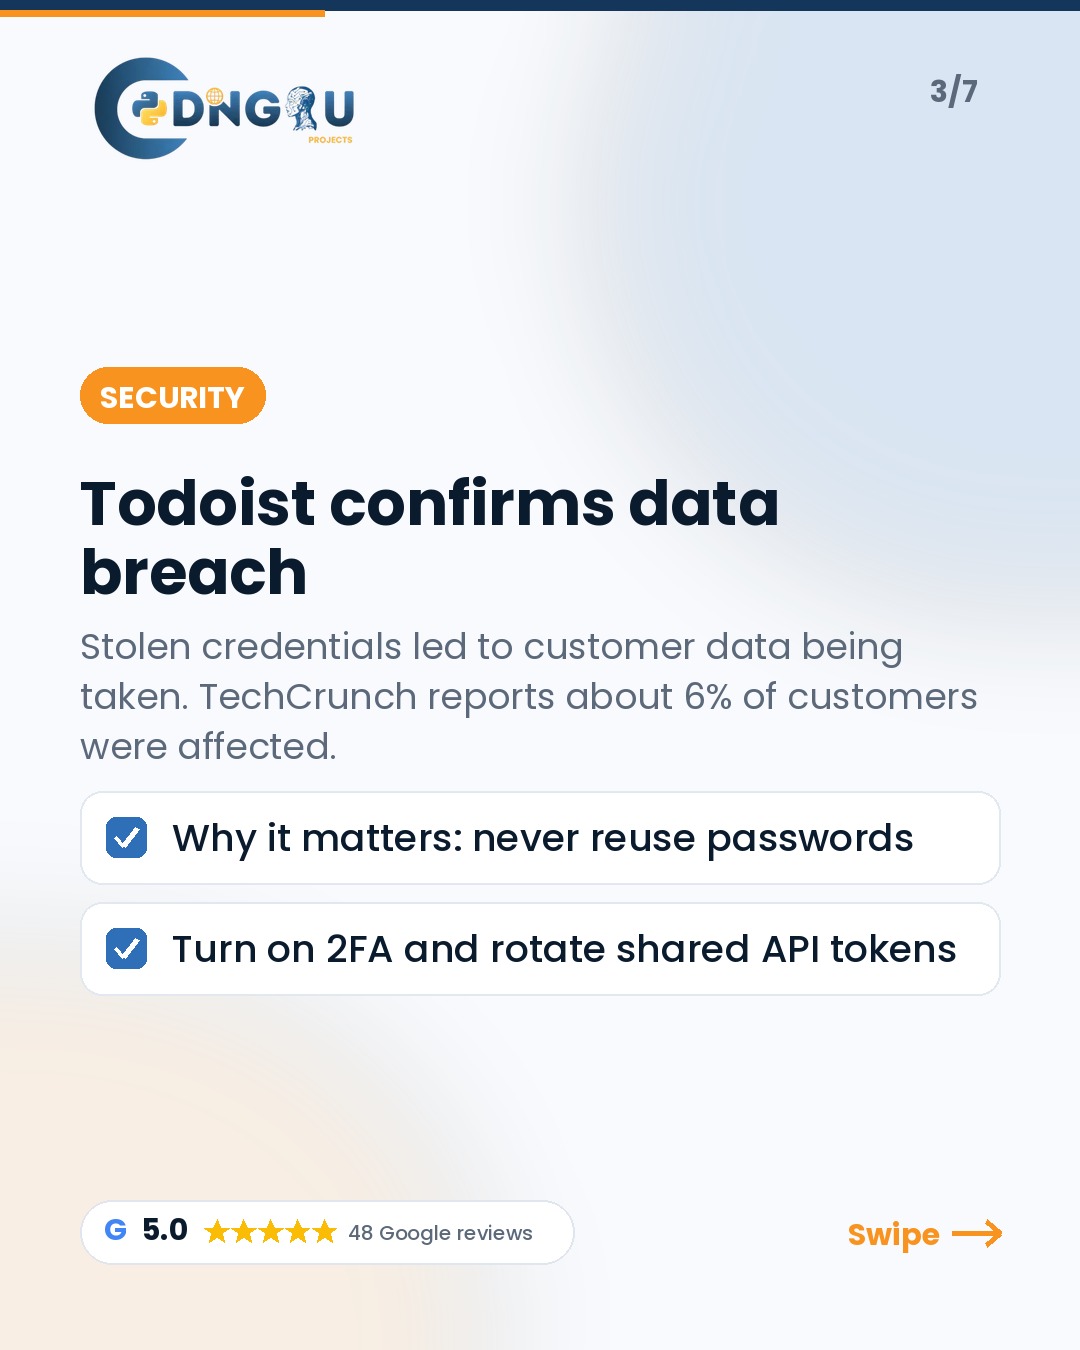 CDNG U
PROJECTS
3/7
SECURITY
Todoist confirms data
breach
Stolen credentials led to customer data being
taken. TechCrunch reports about 6% of customers
were affected.
Why it matters: never reuse passwords
Turn on 2FA and rotate shared API tokens
G 5.0 ★★★★★ 48 Google reviews
Swipe →